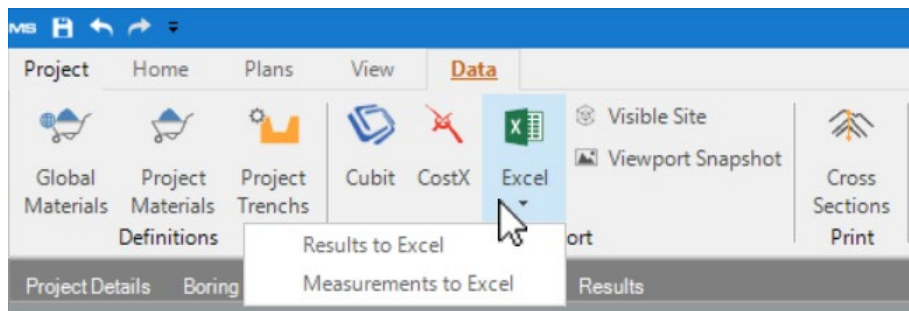 MS
Project Home Plans View Data
Global Materials
Project Materials
Project Trenchs
Cubit
CostX
Excel
Visible Site
Viewport Snapshot
Cross Sections
Definitions
ort
Print
Results to Excel
Measurements to Excel
Project Details Boring Results